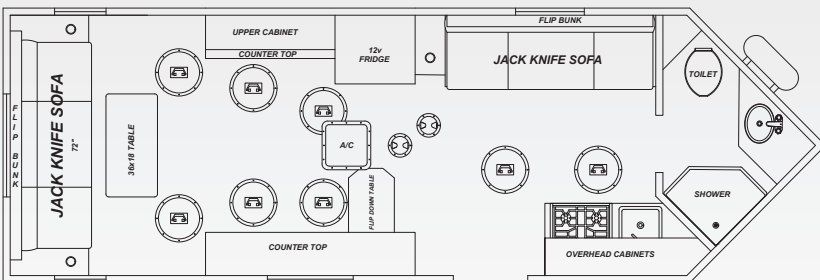 UPPER CABINET
COUNTER TOP
12v
FRIDGE
FLIP BUNK
JACK KNIFE SOFA
TOILET
FLIP BUNK
JACK KNIFE SOFA
72"
36x18 TABLE
A/C
FLIP DOWN TABLE
SHOWER
COUNTER TOP
OVERHEAD CABINETS